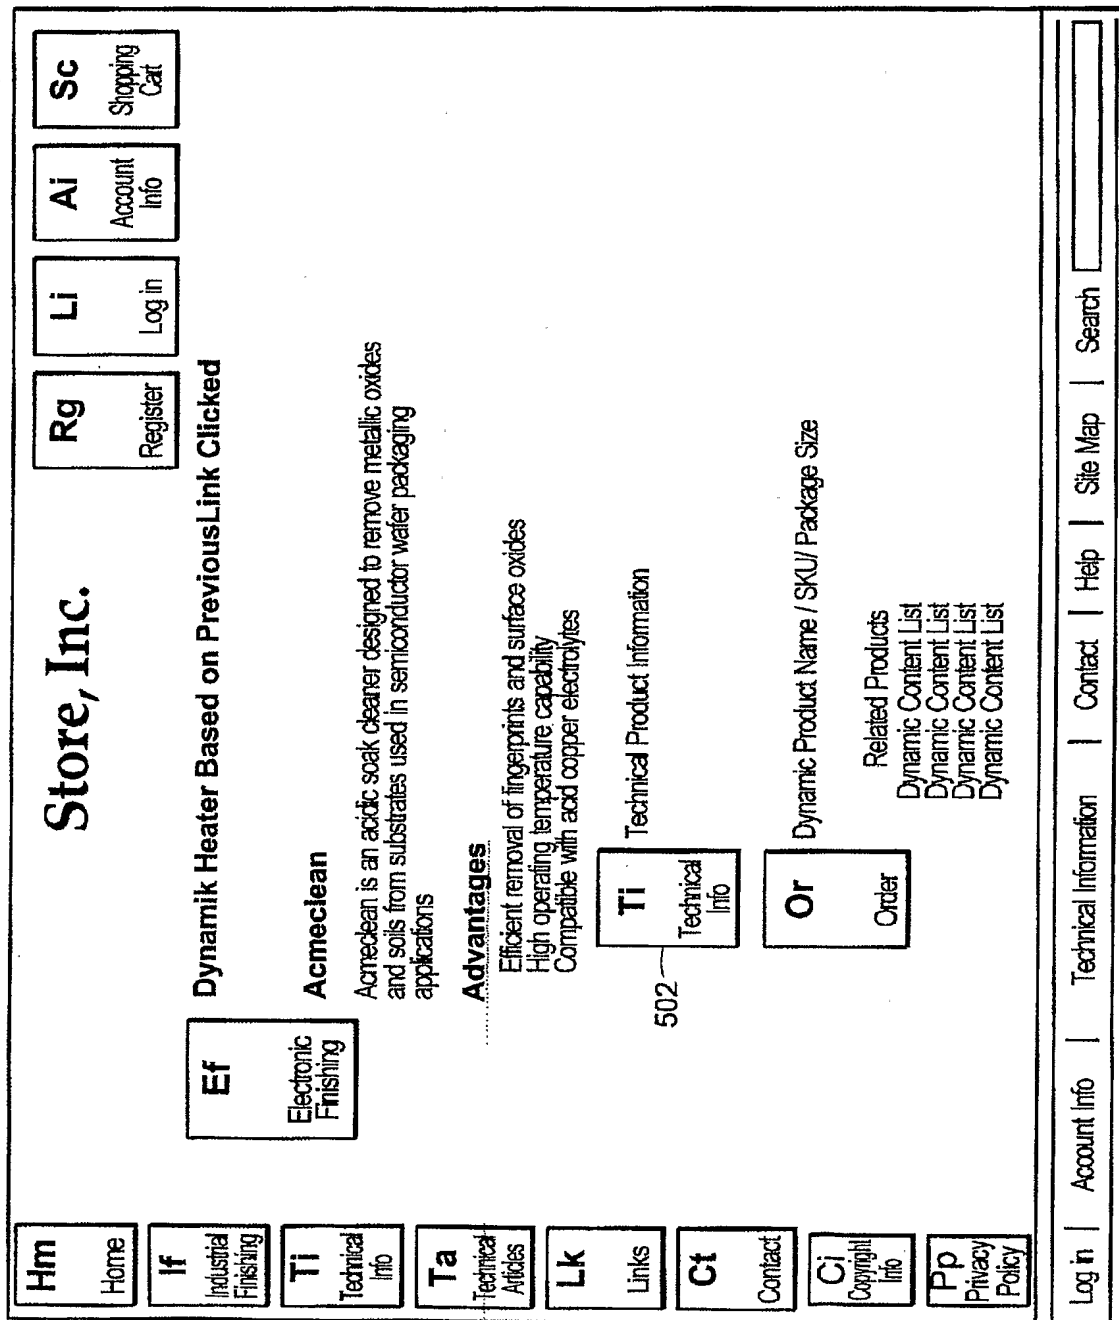 Store, Inc.
Rg
Register
Li
Log in
Ai
Account
Info
Sc
Shopping
Cart
Hm
Home
If
Industrial
Finishing
Ti
Technical
Info
Ta
Technical
Articles
Lk
Links
Ct
Contact
Ci
Copyright
Info
Pp
Privacy
Policy
Ef
Electronic
Finishing
Dynamik Heater Based on PreviousLink Clicked
Acmeclean
Acmeclean is an acidic soak cleaner designed to remove metallic oxides
and soils from substrates used in semiconductor wafer packaging
applications
Advantages
Efficient removal of fingerprints and surface oxides
High operating temperature capability
Compatible with acid copper electrolytes
502
Ti
Technical
Info
Technical Product Information
Or
Order
Dynamic Product Name / SKU/ Package Size
Related Products
Dynamic Content List
Dynamic Content List
Dynamic Content List
Dynamic Content List
Log in | Account Info | Technical Information | Contact | Help | Site Map | Search